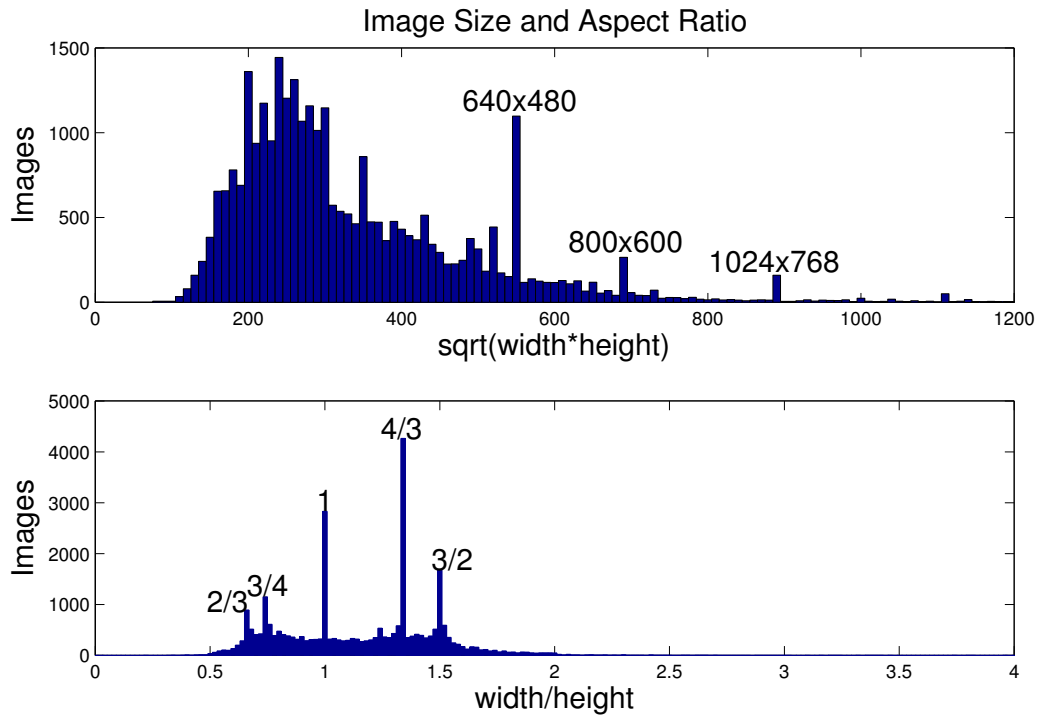 Image Size and Aspect Ratio
1500
1000
500
0
Images
640x480
800x600
1024x768
0 200 400 600 800 1000 1200
sqrt(width*height)
5000
4000
3000
2000
1000
0
Images
4/3
1
3/2
3/4
2/3
0 0.5 1 1.5 2 2.5 3 3.5 4
width/height